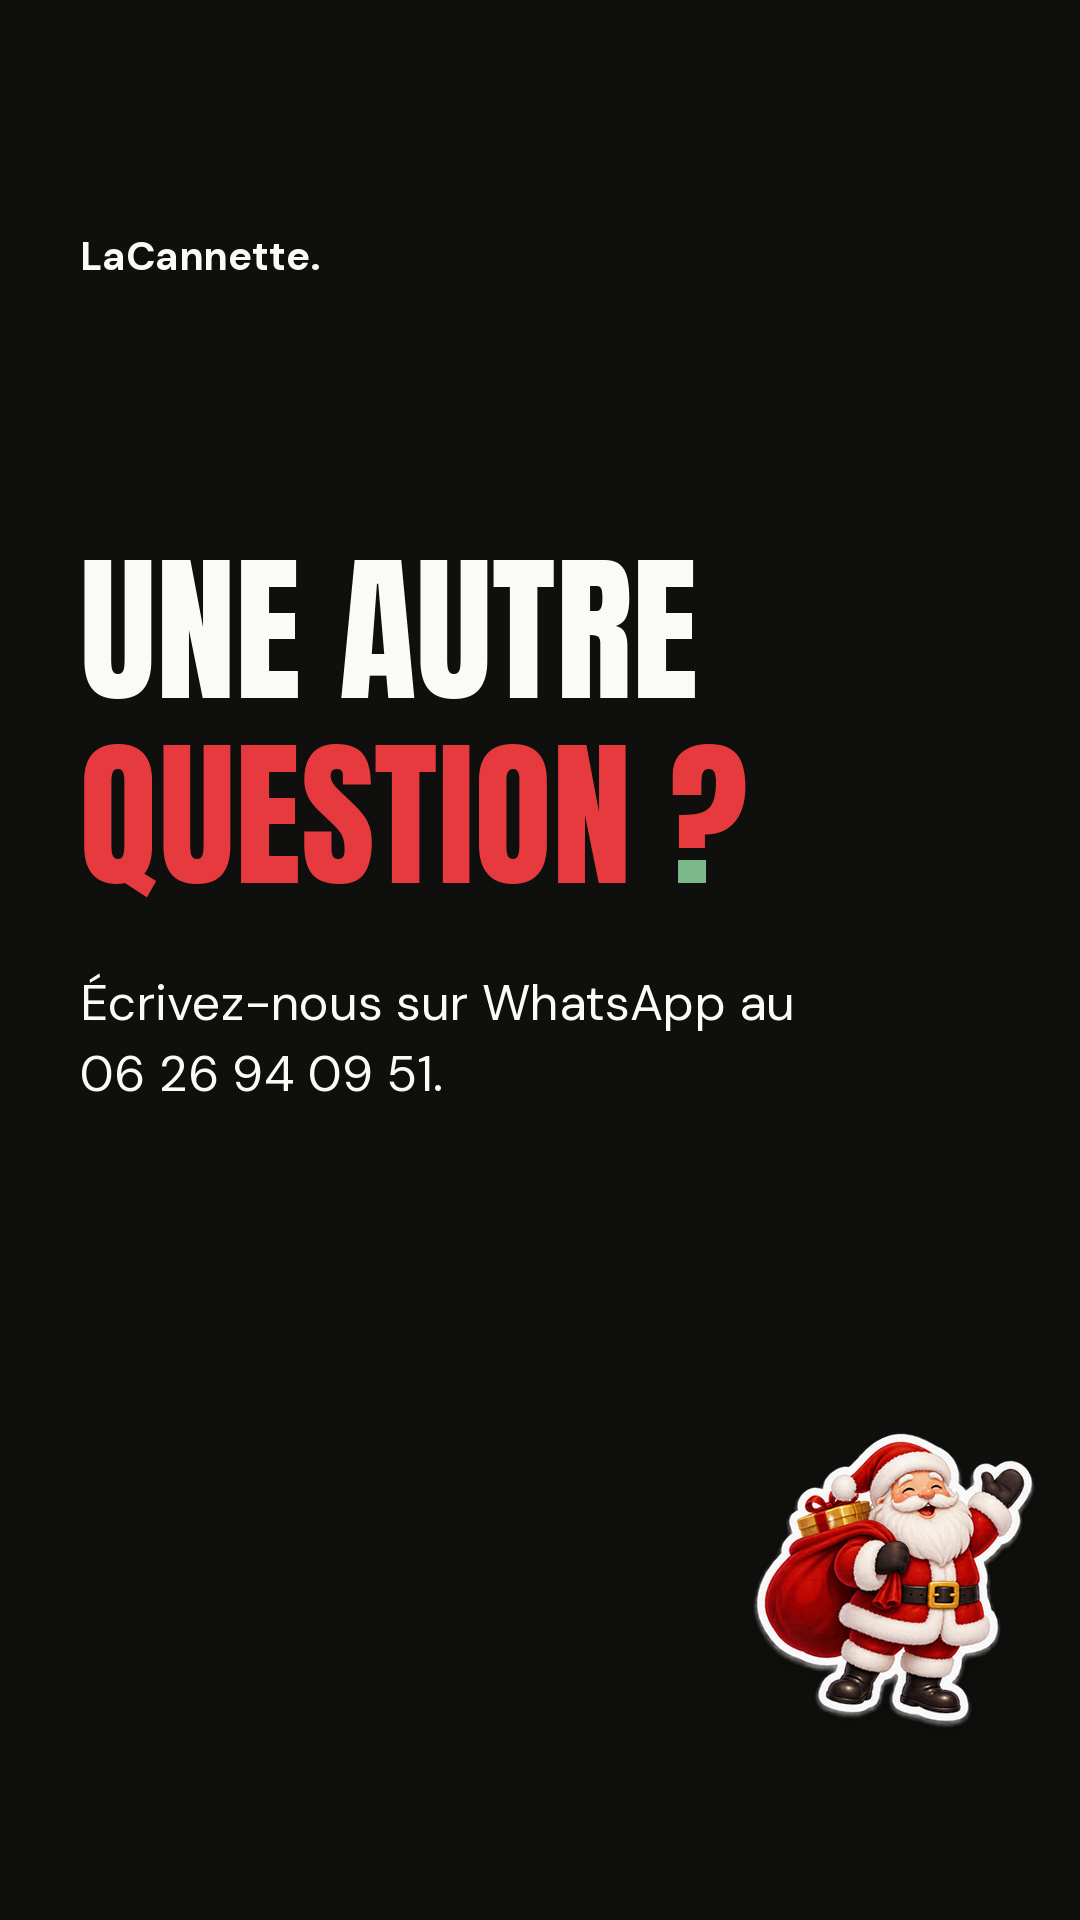 LaCannette.
UNE AUTRE
QUESTION ?
Écrivez-nous sur WhatsApp au
06 26 94 09 51.